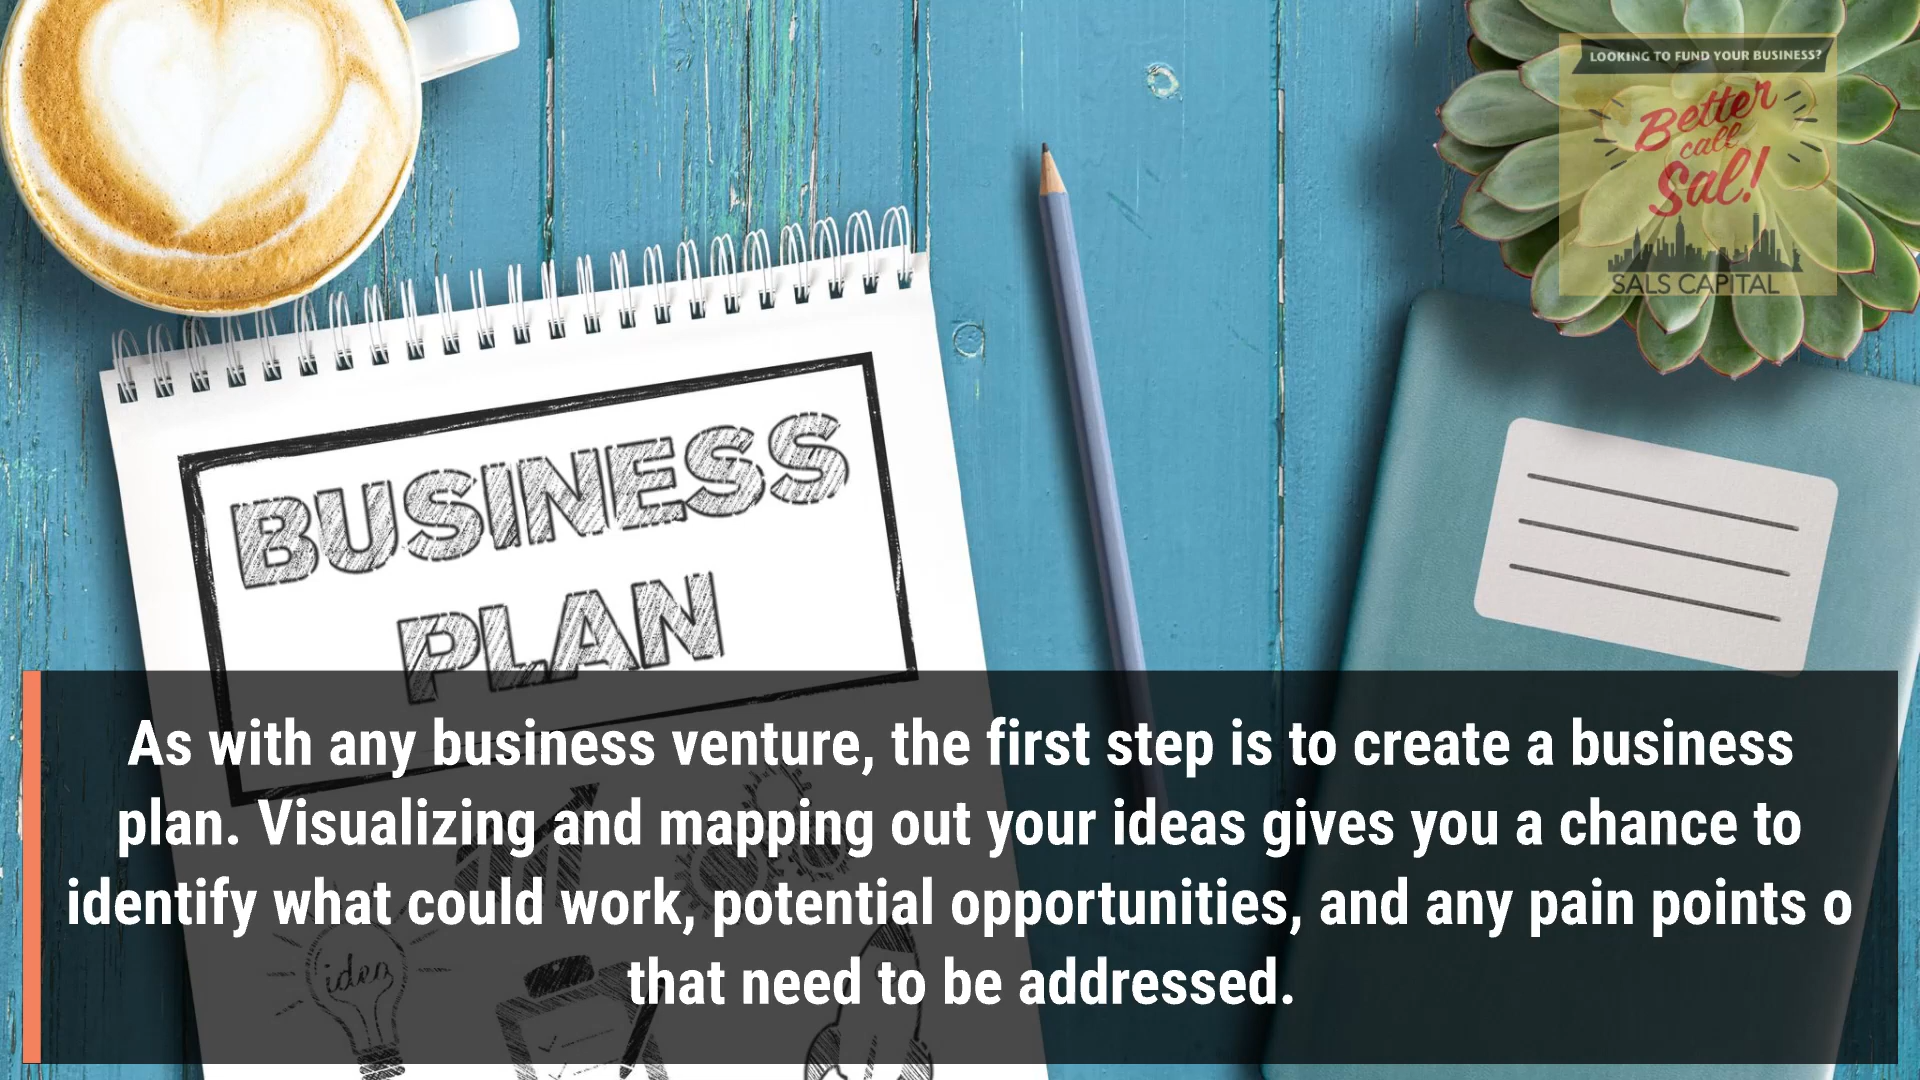 LOOKING TO FUND YOUR BUSINESS?
Better
call
Sal!
SALS CAPITAL
BUSINESS
PLAN
As with any business venture, the first step is to create a business
plan. Visualizing and mapping out your ideas gives you a chance to
identify what could work, potential opportunities, and any pain points o
that need to be addressed.
idea